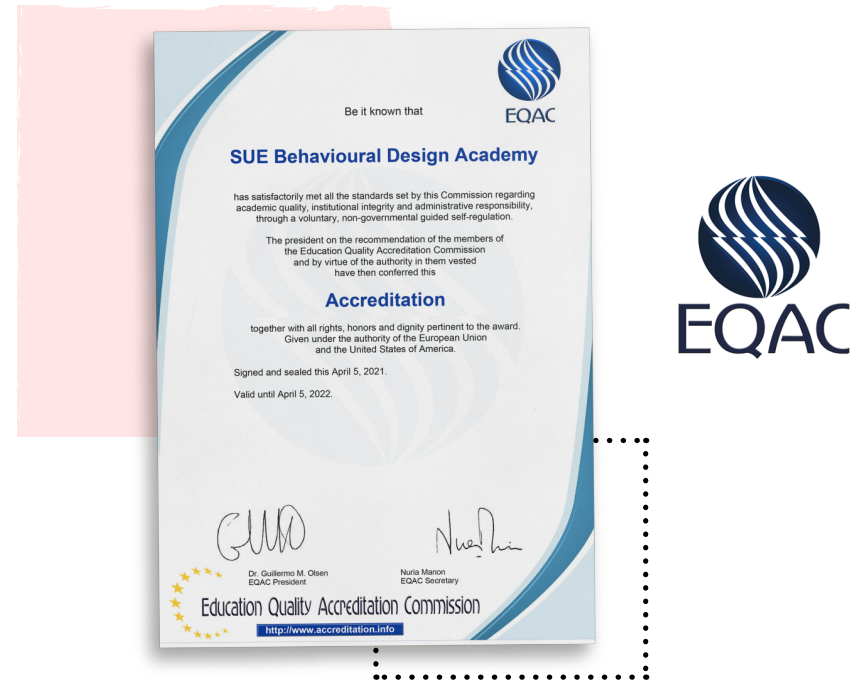 EQAC
Be it known that
SUE Behavioural Design Academy
has satisfactorily met all the standards set by this Commission regarding
academic quality, institutional integrity and administrative responsibility,
through a voluntary, non-governmental guided self-regulation.
The president on the recommendation of the members of
the Education Quality Accreditation Commission
and by virtue of the authority in them vested
have then conferred this
Accreditation
together with all rights, honors and dignity pertinent to the award.
Given under the authority of the European Union
and the United States of America.
Signed and sealed this April 5, 2021.
Valid until April 5, 2022.
Dr. Guillermo M. Olsen
EQAC President
Nuria Manon
EQAC Secretary
Education Quality Accreditation Commission
http://www.accreditation.info
EQAC